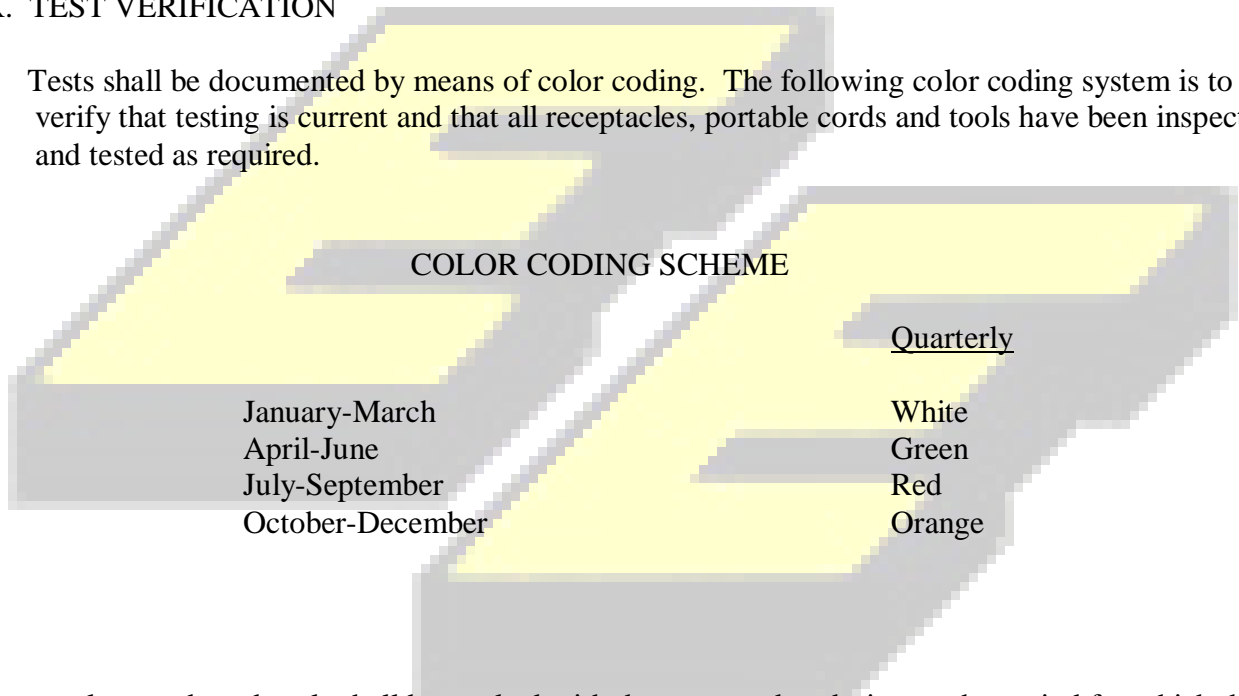 . TEST VERIFICATION
Tests shall be documented by means of color coding. The following color coding system is to
verify that testing is current and that all receptacles, portable cords and tools have been
and tested as required.
COLOR CODING SCHEME
Quarterly
January-March White
April-June Green
July-September Red
October-December Orange